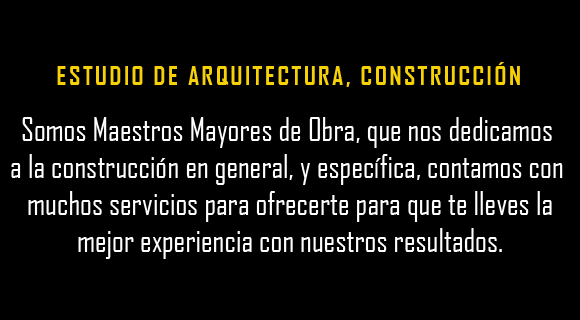 ESTUDIO DE ARQUITECTURA, CONSTRUCCIÓN
Somos Maestros Mayores de Obra, que nos dedicamos
a la construcción en general, y específica, contamos con
muchos servicios para ofrecerte para que te lleves la
mejor experiencia con nuestros resultados.